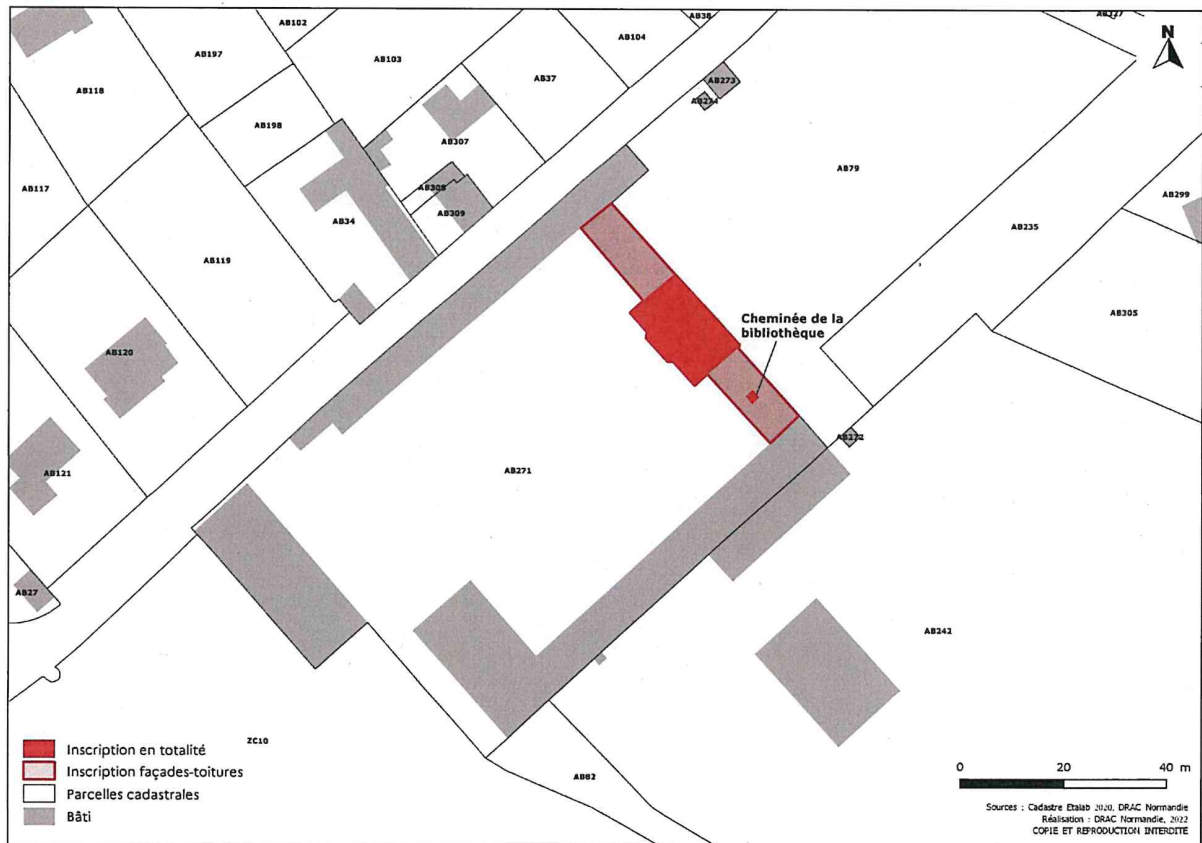 AB102
AB38
AB197
AB103
AB104
N
AB118
AB37
AB273
AB274
AB198
AB307
AB79
AB117
AB308
AB299
AB34
AB309
AB235
AB119
Cheminée de la
bibliothèque
AB305
AB120
AB272
AB121
AB271
AB27
AB242
ZC10
AB82
Inscription en totalité
Inscription façades-toitures
Parcelles cadastrales
Bâti
0 20 40 m
Sources : Cadastre Etalab 2020, DRAC Normandie
Réalisation : DRAC Normandie, 2022
COPIE ET REPRODUCTION INTERDITE